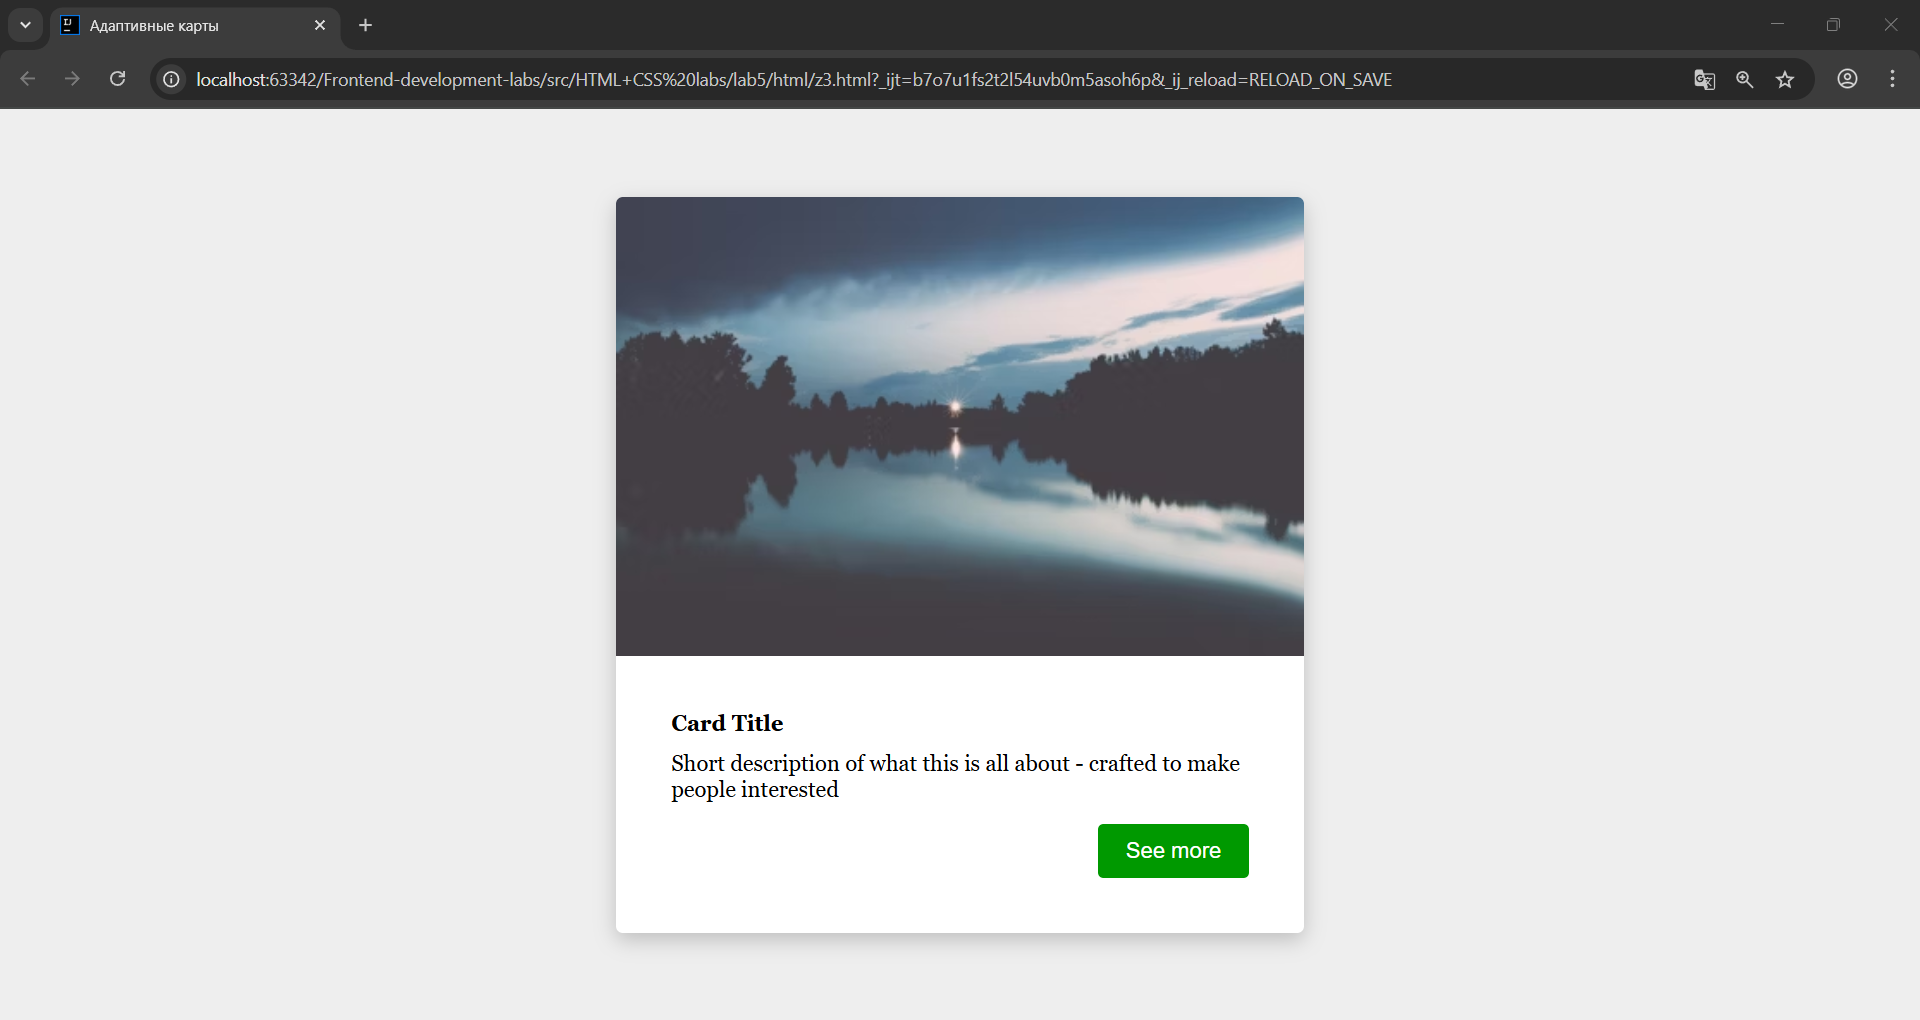 Адаптивные карты
localhost:63342/Frontend-development-labs/src/HTML+CSS%20labs/lab5/html/z3.html?_ijt=b7o7u1fs2t2l54uvb0m5asoh6p&_ij_reload=RELOAD_ON_SAVE
Card Title
Short description of what this is all about - crafted to make
people interested
See more